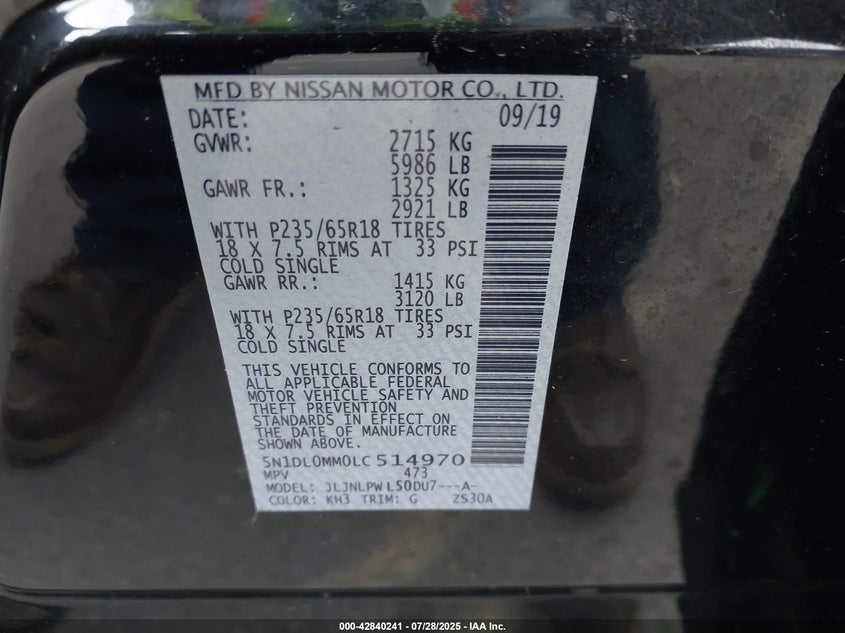 MFD BY NISSAN MOTOR CO., LTD.
DATE: 09/19
GVWR: 2715 KG
5986 LB
GAWR FR.: 1325 KG
2921 LB
WITH P235/65R18 TIRES
18 X 7.5 RIMS AT 33 PSI
COLD SINGLE
GAWR RR.: 1415 KG
3120 LB
WITH P235/65R18 TIRES
18 X 7.5 RIMS AT 33 PSI
COLD SINGLE
THIS VEHICLE CONFORMS TO
ALL APPLICABLE FEDERAL
MOTOR VEHICLE SAFETY AND
THEFT PREVENTION
STANDARDS IN EFFECT ON
THE DATE OF MANUFACTURE
SHOWN ABOVE.
5N1DL0MM0LC514970
MPV 473
MODEL: JLJNLPW L50DU7---A-
COLOR: KH3 TRIM: G ZS30A
000-42840241 - 07/28/2025 - IAA Inc.